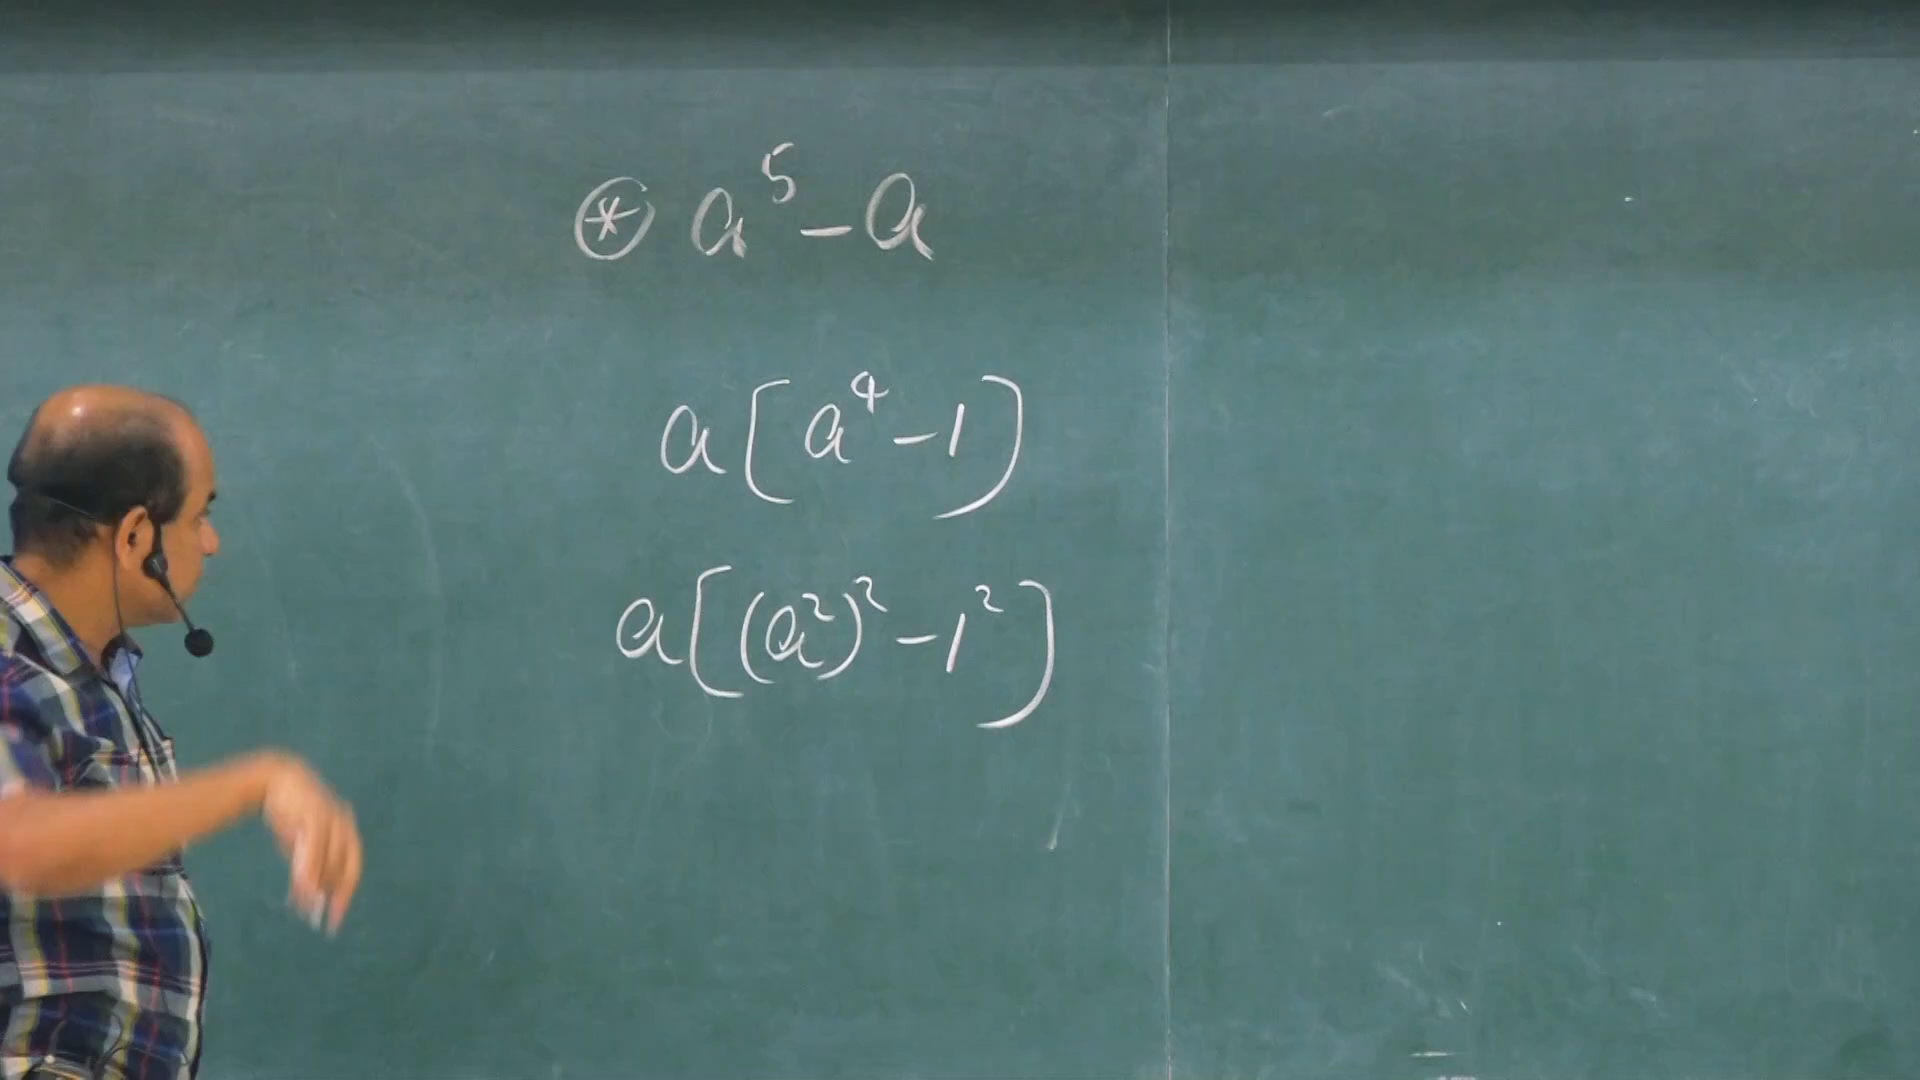 ⊛ a⁵ - a
a[a⁴ - 1)
a[(a²)² - 1²]